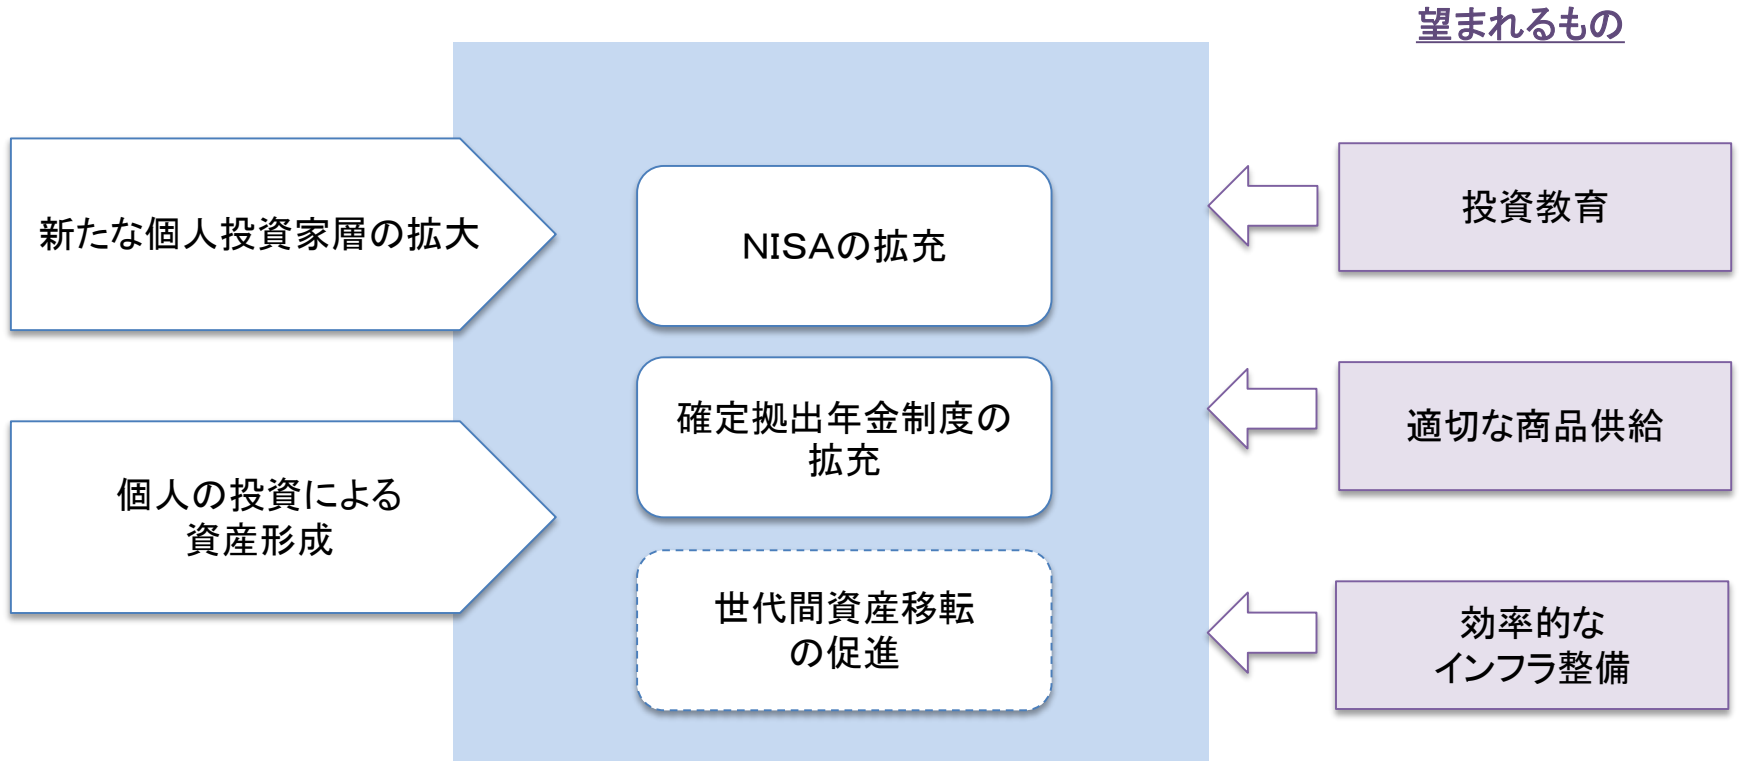 望まれるもの
新たな個人投資家層の拡大
個人の投資による
資産形成
NISAの拡充
確定拠出年金制度の
拡充
世代間資産移転
の促進
投資教育
適切な商品供給
効率的な
インフラ整備